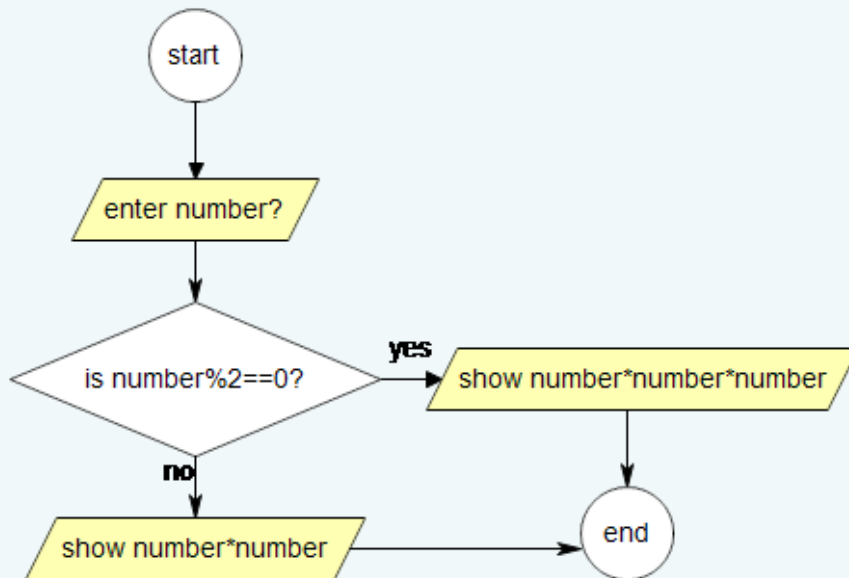 start
enter number?
is number%2==0?
yes
show number*number*number
no
show number*number
end